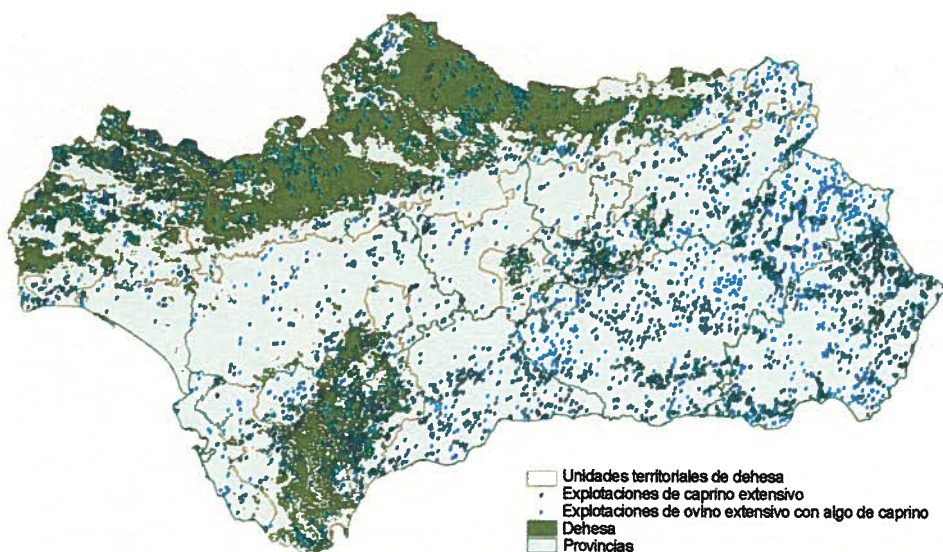 Unidades territoriales de dehesa
Explotaciones de caprino extensivo
Explotaciones de ovino extensivo con algo de caprino
Dehesa
Provincias